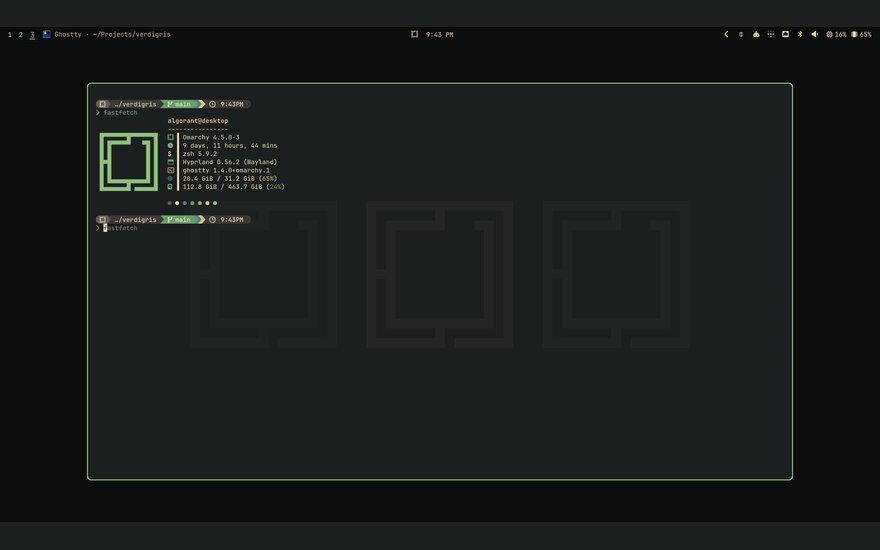 1 2 3 Ghostty · ~/Projects/verdigris 9:43 PM 16% 65%
…/verdigris main 9:43PM
❯ fastfetch
algorant@desktop
----------------
Omarchy 4.5.0-3
9 days, 11 hours, 44 mins
$ zsh 5.9.2
Hyprland 0.56.2 (Wayland)
ghostty 1.4.0+omarchy.1
20.4 GiB / 31.2 GiB (65%)
112.8 GiB / 463.7 GiB (24%)
…/verdigris main 9:43PM
❯ fastfetch